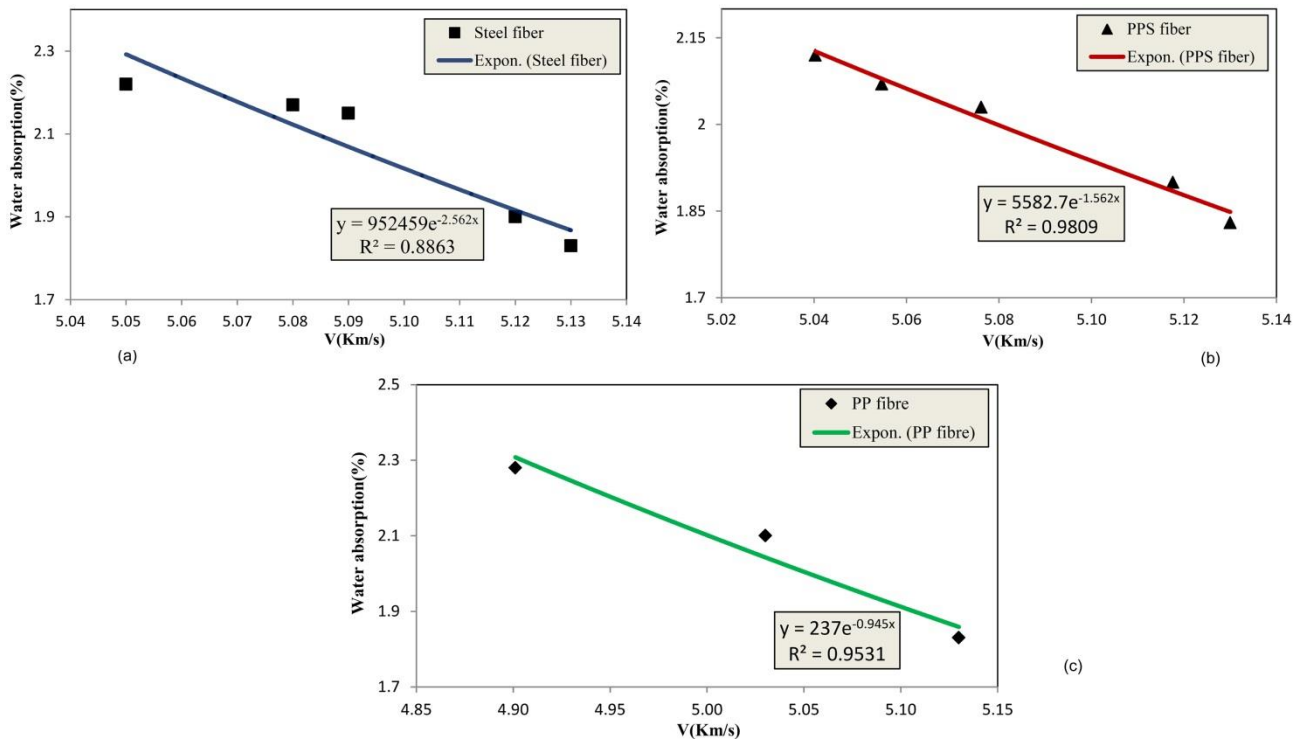 Steel fiber
Expon. (Steel fiber)
Water absorption(%)
2.3
2.1
1.9
1.7
y = 952459e^-2.562x
R² = 0.8863
5.04 5.05 5.06 5.07 5.08 5.09 5.10 5.11 5.12 5.13 5.14
V(Km/s)
(a)
PPS fiber
Expon. (PPS fiber)
Water absorption(%)
2.15
2
1.85
1.7
y = 5582.7e^-1.562x
R² = 0.9809
5.02 5.04 5.06 5.08 5.10 5.12 5.14
V(Km/s)
(b)
PP fibre
Expon. (PP fibre)
Water absorption(%)
2.5
2.3
2.1
1.9
1.7
y = 237e^-0.945x
R² = 0.9531
4.85 4.90 4.95 5.00 5.05 5.10 5.15
V(Km/s)
(c)